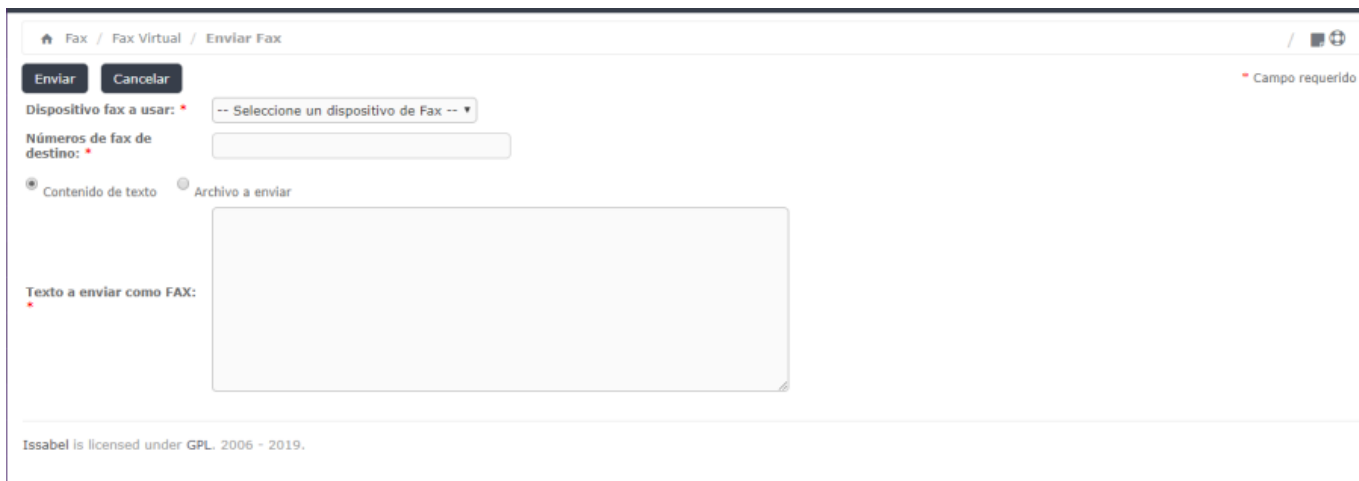 Fax / Fax Virtual / Enviar Fax /
Enviar Cancelar * Campo requerido
Dispositivo fax a usar: * -- Seleccione un dispositivo de Fax --
Números de fax de
destino: *
Contenido de texto Archivo a enviar
Texto a enviar como FAX:
*
Issabel is licensed under GPL. 2006 - 2019.